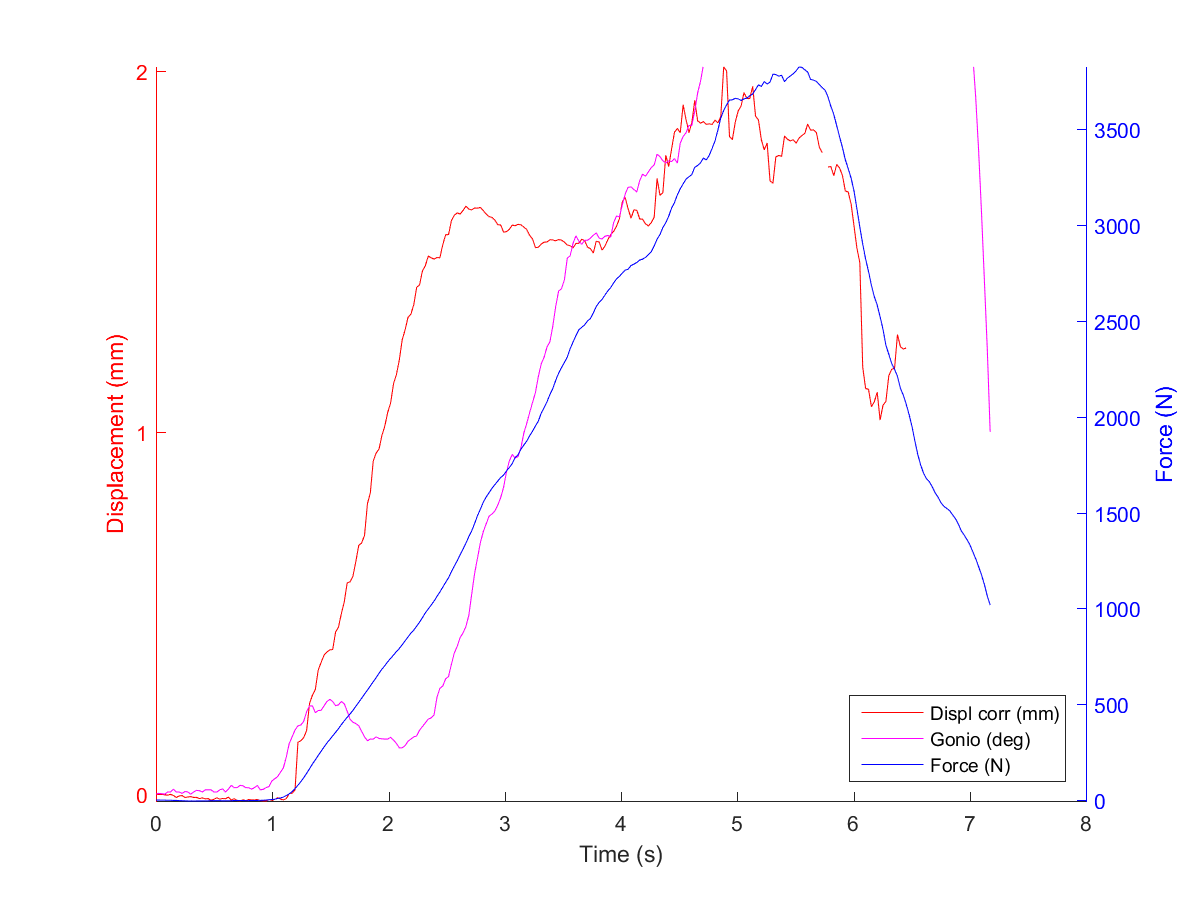 2
1
0
Displacement (mm)
3500
3000
2500
2000
1500
1000
500
0
Force (N)
Displ corr (mm)
Gonio (deg)
Force (N)
0 1 2 3 4 5 6 7 8
Time (s)